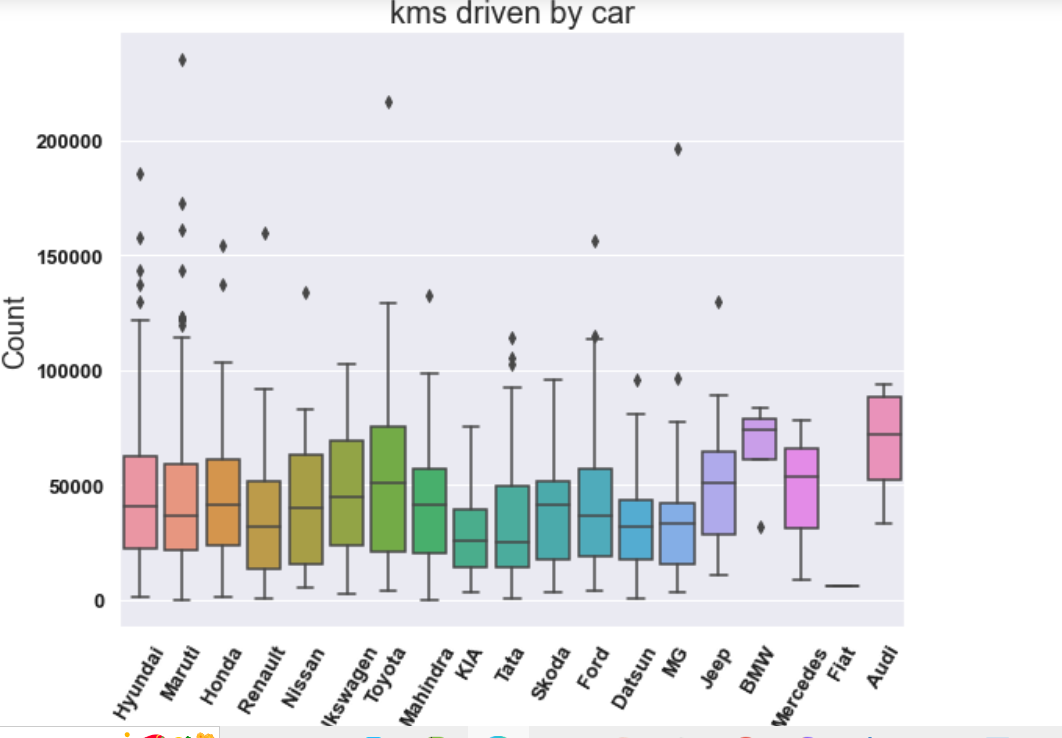 kms driven by car
Count
200000
150000
100000
50000
0
Hyundai
Maruti
Honda
Renault
Nissan
lkswagen
Toyota
Mahindra
KIA
Tata
Skoda
Ford
Datsun
MG
Jeep
BMW
Mercedes
Fiat
Audi